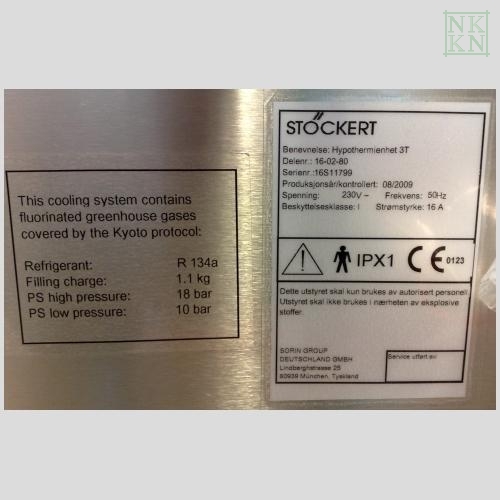 NK
KN
This cooling system contains
fluorinated greenhouse gases
covered by the Kyoto protocol:
Refrigerant: R 134a
Filling charge: 1.1 kg
PS high pressure: 18 bar
PS low pressure: 10 bar
STÖCKERT
Benevnelse: Hypothermienhet 3T
Delenr.: 16-02-80
Serienr.:16S11799
Produksjonsår/kontrollert: 08/2009
Spenning: 230V ~ Frekvens: 50Hz
Beskyttelsesklasse: I Strømstyrke: 16 A
IPX1 CE 0123
Dette utstyret skal kun brukes av autorisert personell.
Utstyret skal ikke brukes i nærheten av eksplosive
stoffer.
SORIN GROUP
DEUTSCHLAND GMBH
Lindberghstrasse 25
80939 München, Tyskland
Service utført av: